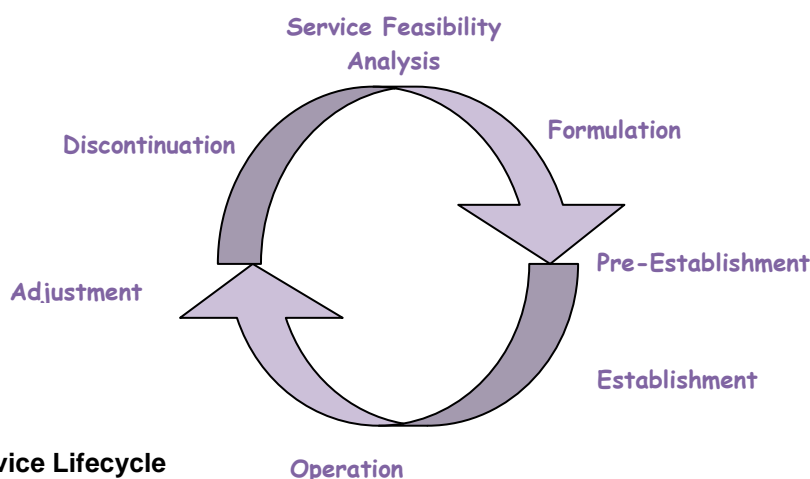 Service Feasibility
Analysis
Formulation
Discontinuation
Pre-Establishment
Adjustment
Establishment
vice Lifecycle
Operation